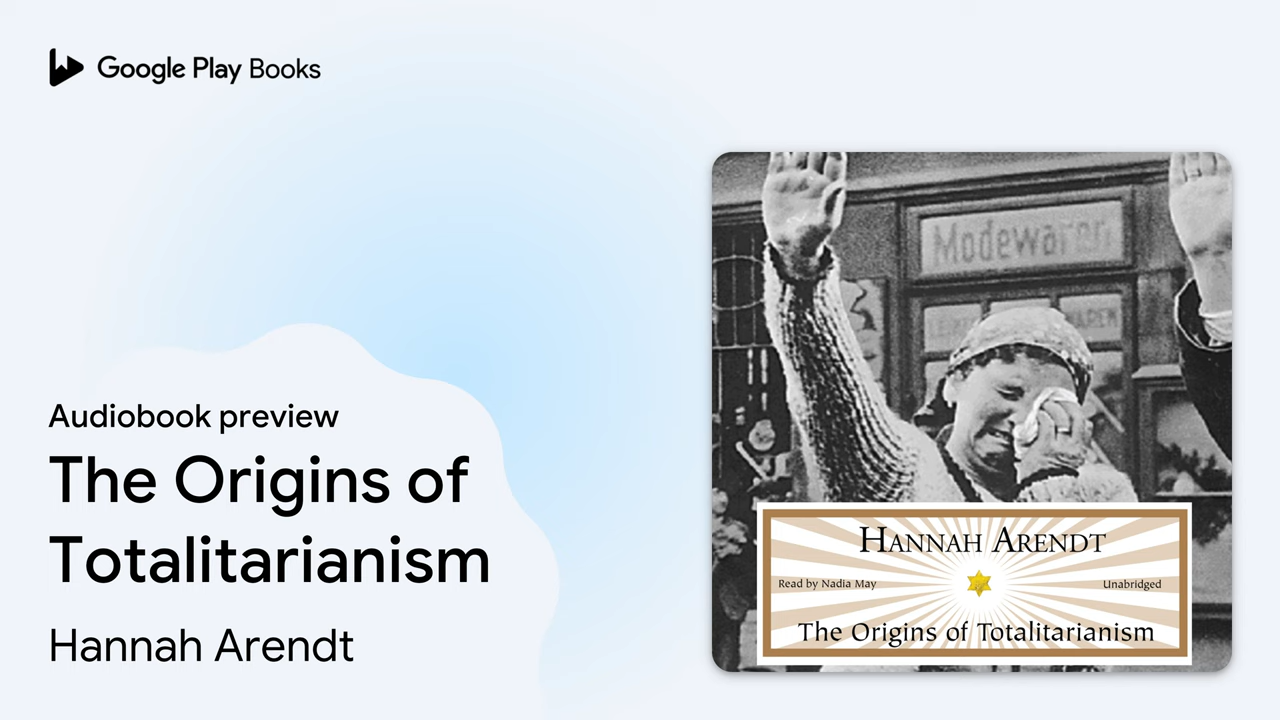 Google Play Books
Audiobook preview
The Origins of
Totalitarianism
Hannah Arendt
Modewaren
WAREN
HANNAH ARENDT
Read by Nadia May
Unabridged
The Origins of Totalitarianism